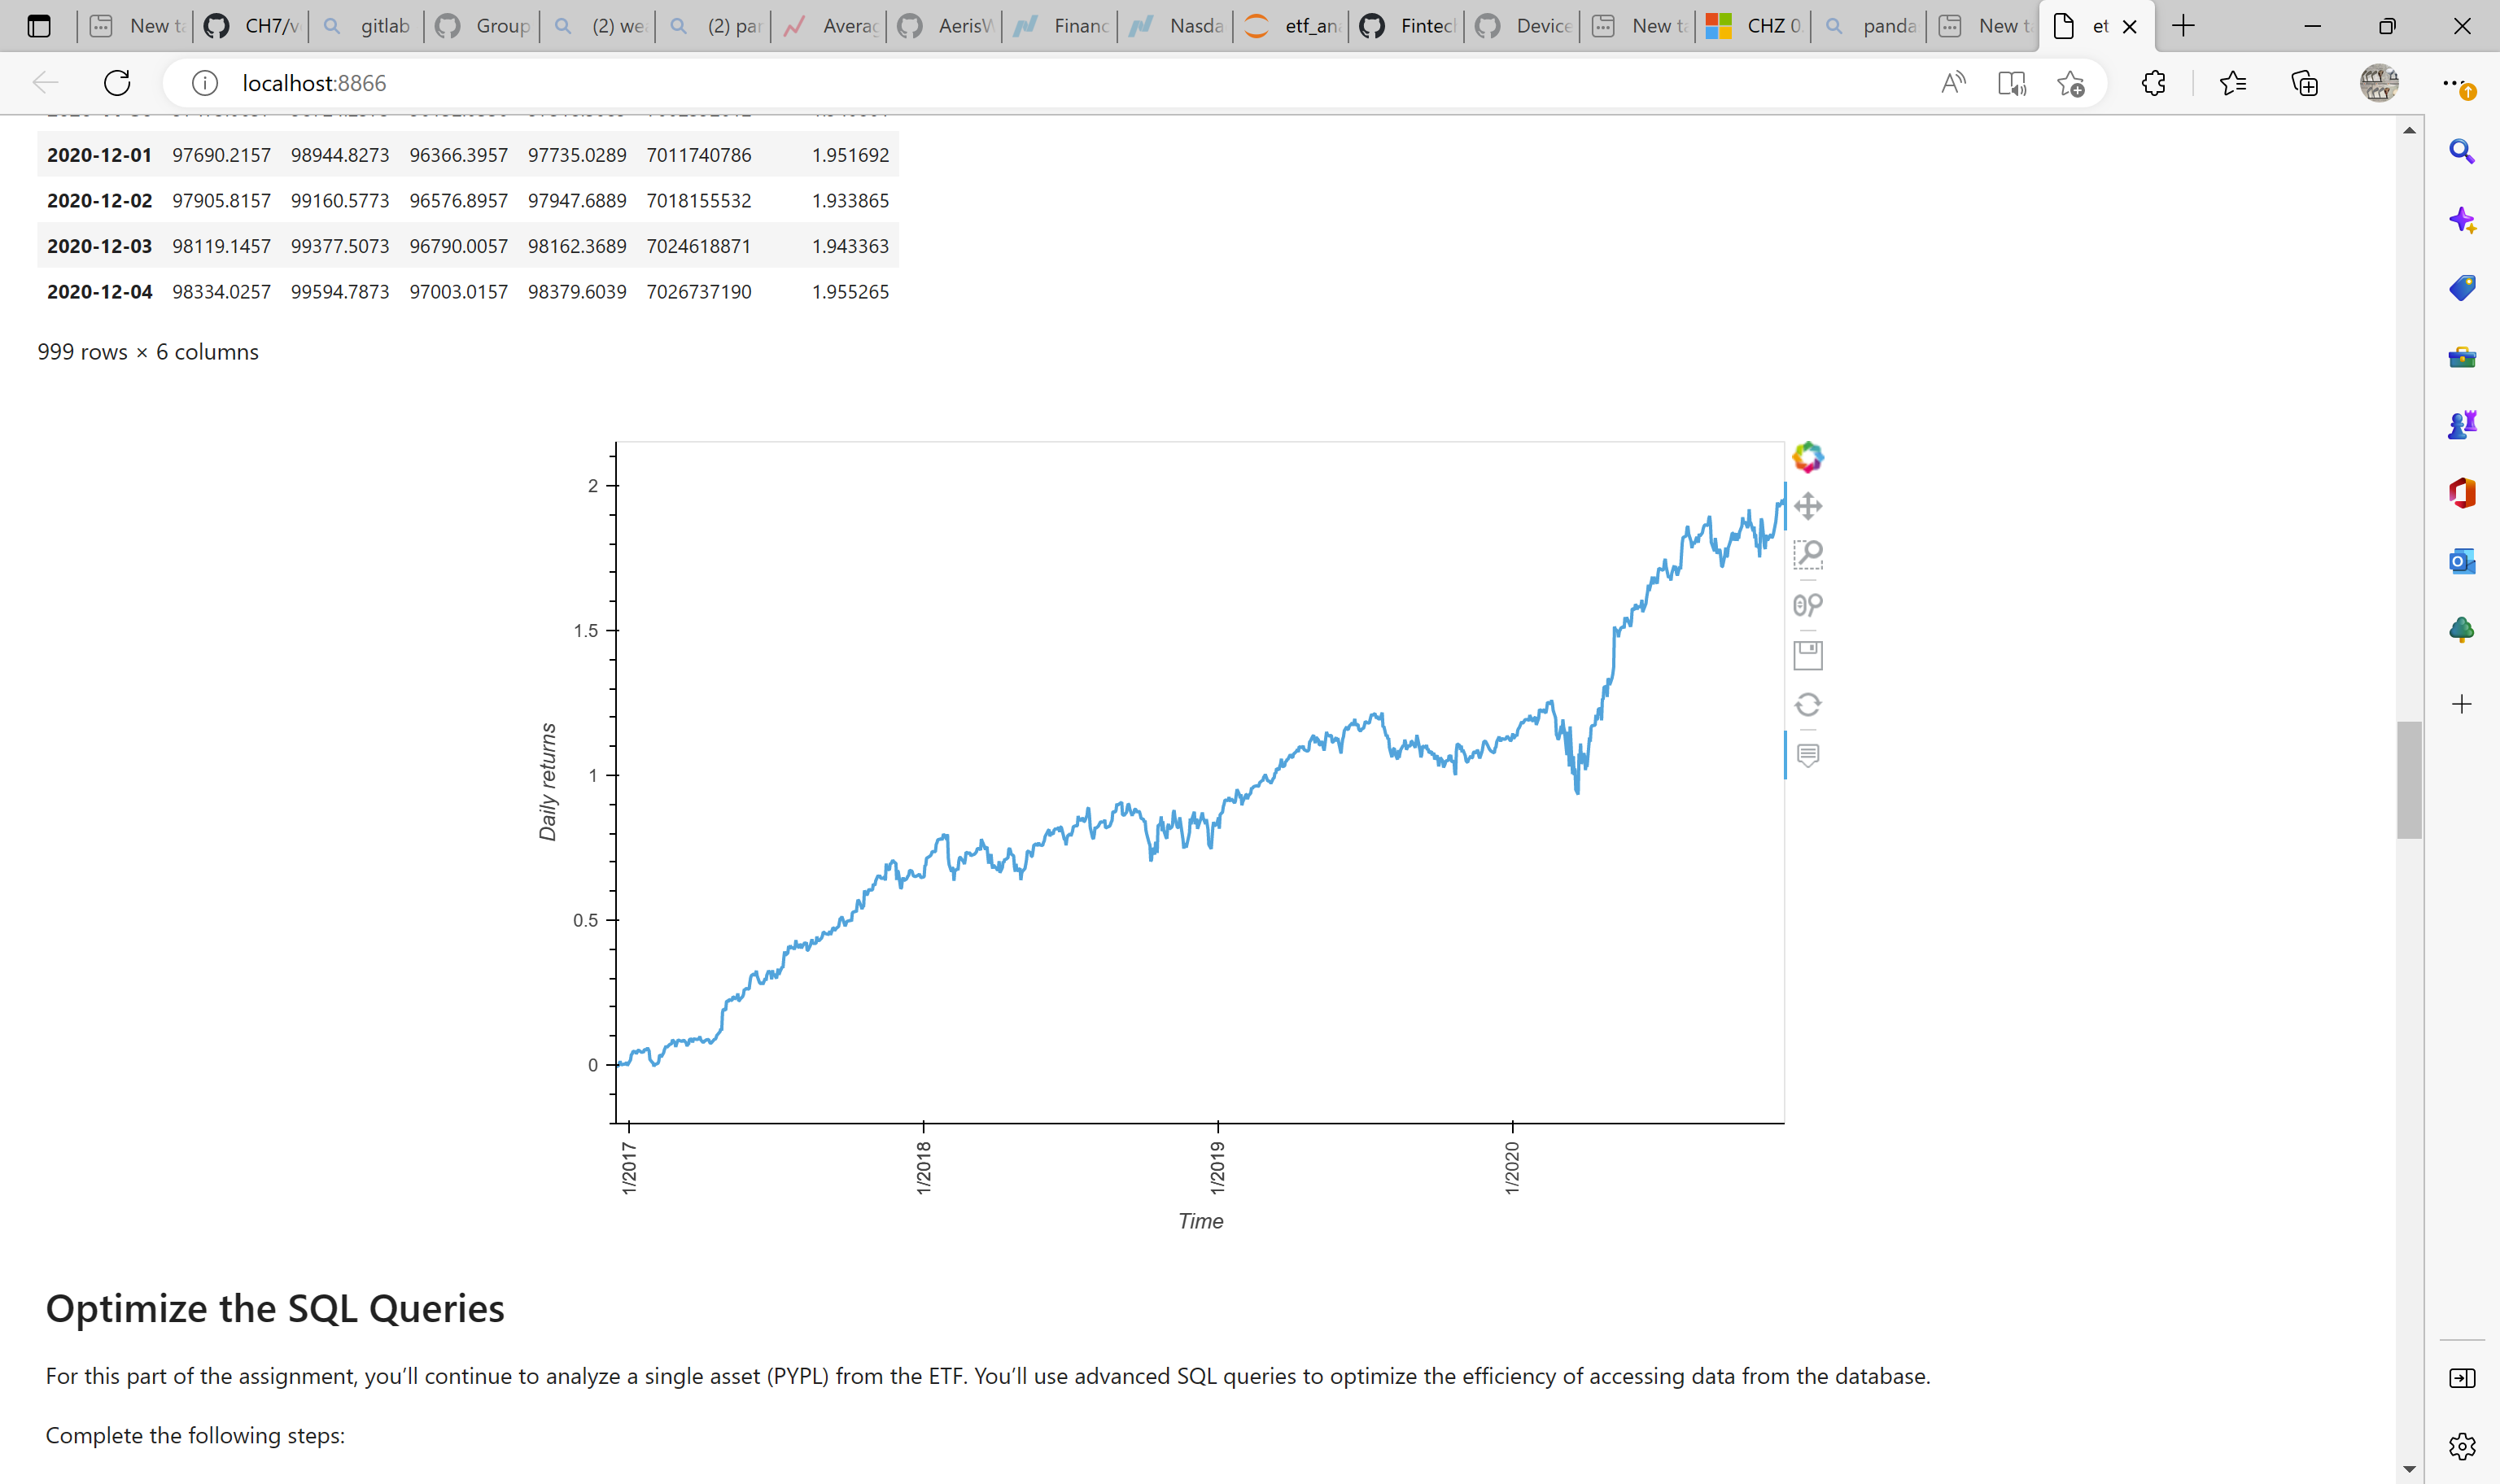 New ta
CH7/v
gitlab
Group
(2) we
(2) par
Averag
AerisW
Financ
Nasda
etf_ana
Fintech
Device
New ta
CHZ 0.
panda
New ta
et
localhost:8866
2020-12-01 97690.2157 98944.8273 96366.3957 97735.0289 7011740786 1.951692
2020-12-02 97905.8157 99160.5773 96576.8957 97947.6889 7018155532 1.933865
2020-12-03 98119.1457 99377.5073 96790.0057 98162.3689 7024618871 1.943363
2020-12-04 98334.0257 99594.7873 97003.0157 98379.6039 7026737190 1.955265
999 rows × 6 columns
2
1.5
1
0.5
0
Daily returns
1/2017
1/2018
1/2019
1/2020
Time
Optimize the SQL Queries
For this part of the assignment, you’ll continue to analyze a single asset (PYPL) from the ETF. You’ll use advanced SQL queries to optimize the efficiency of accessing data from the database.
Complete the following steps: